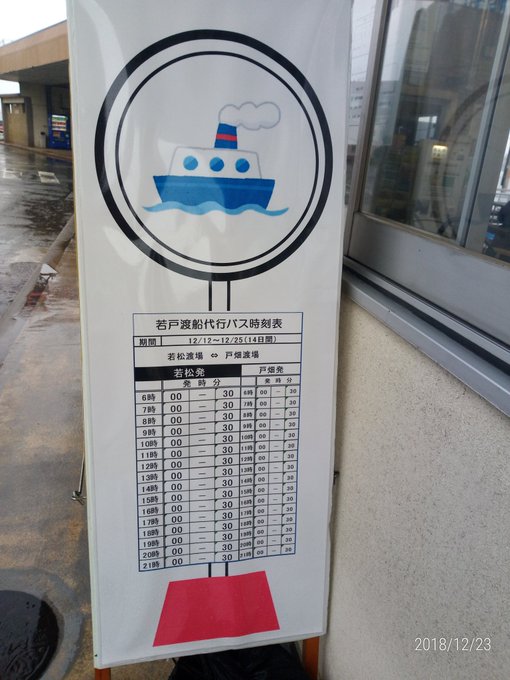 若戸渡船代行バス時刻表
期間 12/12～12/25(14日間)
若松渡場 ⇔ 戸畑渡場
若松発 戸畑発
発 時 分 発 時 分
6時 00 － 30 6時 00 － 30
7時 00 － 30 7時 00 － 30
8時 00 － 30 8時 00 － 30
9時 00 － 30 9時 00 － 30
10時 00 － 30 10時 00 － 30
11時 00 － 30 11時 00 － 30
12時 00 － 30 12時 00 － 30
13時 00 － 30 13時 00 － 30
14時 00 － 30 14時 00 － 30
15時 00 － 30 15時 00 － 30
16時 00 － 30 16時 00 － 30
17時 00 － 30 17時 00 － 30
18時 00 － 30 18時 00 － 30
19時 00 － 30 19時 00 － 30
20時 00 － 30 20時 00 － 30
21時 00 － 30 21時 00 － 30
2018/12/23